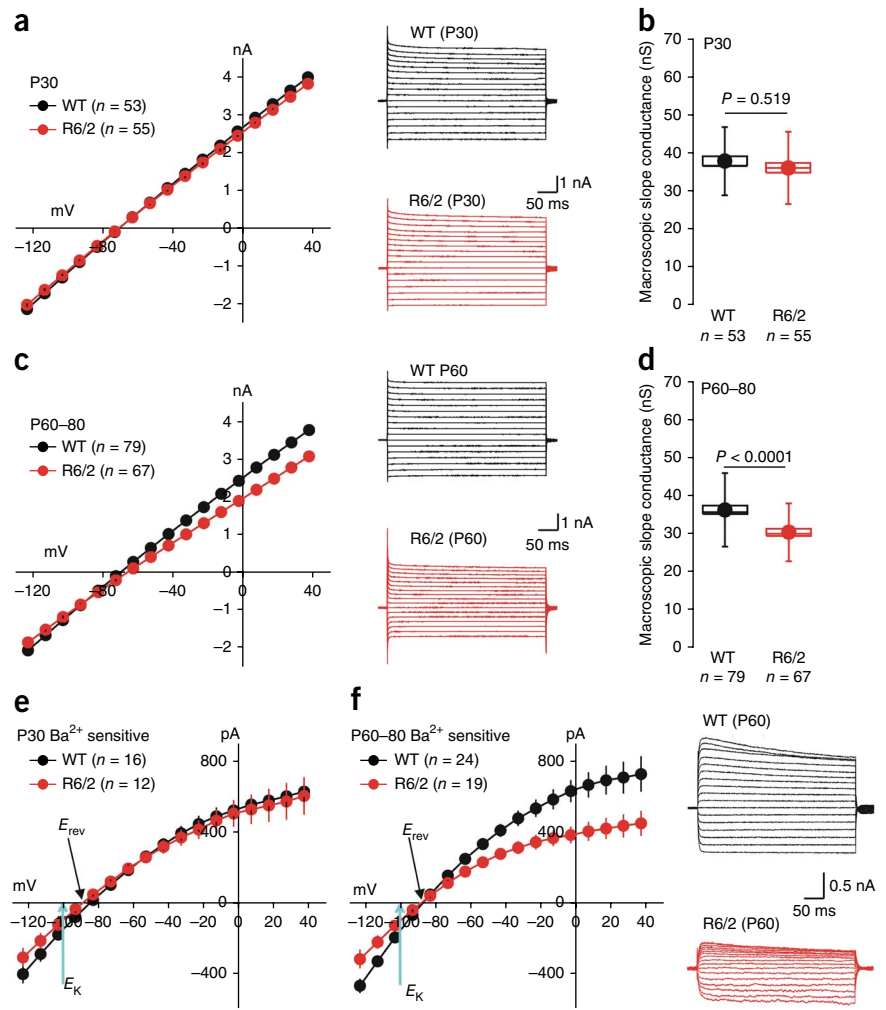 a
nA
P30
WT (n = 53)
R6/2 (n = 55)
4
3
2
1
0
–1
–2
mV
–120
–80
–40
0
40
WT (P30)
R6/2 (P30)
1 nA
50 ms
b
P30
Macroscopic slope conductance (nS)
70
60
50
40
30
20
10
0
P = 0.519
WT
n = 53
R6/2
n = 55
c
nA
P60–80
WT (n = 79)
R6/2 (n = 67)
4
3
2
1
0
–1
–2
mV
–120
–80
–40
0
40
WT P60
R6/2 (P60)
1 nA
50 ms
d
P60–80
Macroscopic slope conductance (nS)
70
60
50
40
30
20
10
0
P < 0.0001
WT
n = 79
R6/2
n = 67
e
P30 Ba2+ sensitive
WT (n = 16)
R6/2 (n = 12)
pA
800
400
0
–400
Erev
mV
–120
–100
–80
–60
–40
–20
0
20
40
EK
f
P60–80 Ba2+ sensitive
WT (n = 24)
R6/2 (n = 19)
pA
800
400
0
–400
Erev
mV
–120
–100
–80
–60
–40
–20
0
20
40
EK
WT (P60)
0.5 nA
50 ms
R6/2 (P60)